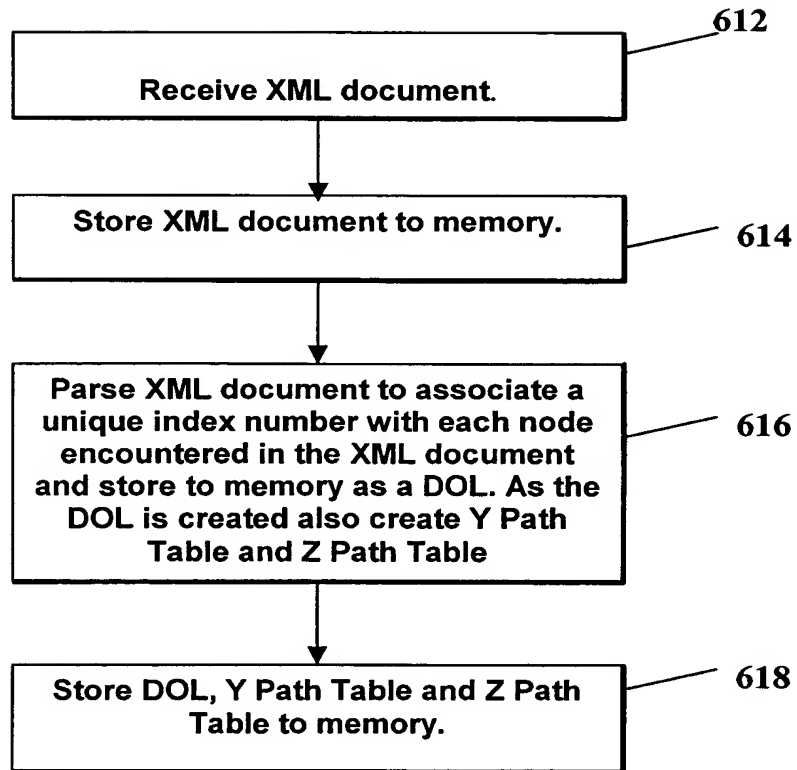 612
Receive XML document.
Store XML document to memory.
614
Parse XML document to associate a
unique index number with each node
encountered in the XML document
and store to memory as a DOL. As the
DOL is created also create Y Path
Table and Z Path Table
616
Store DOL, Y Path Table and Z Path
Table to memory.
618